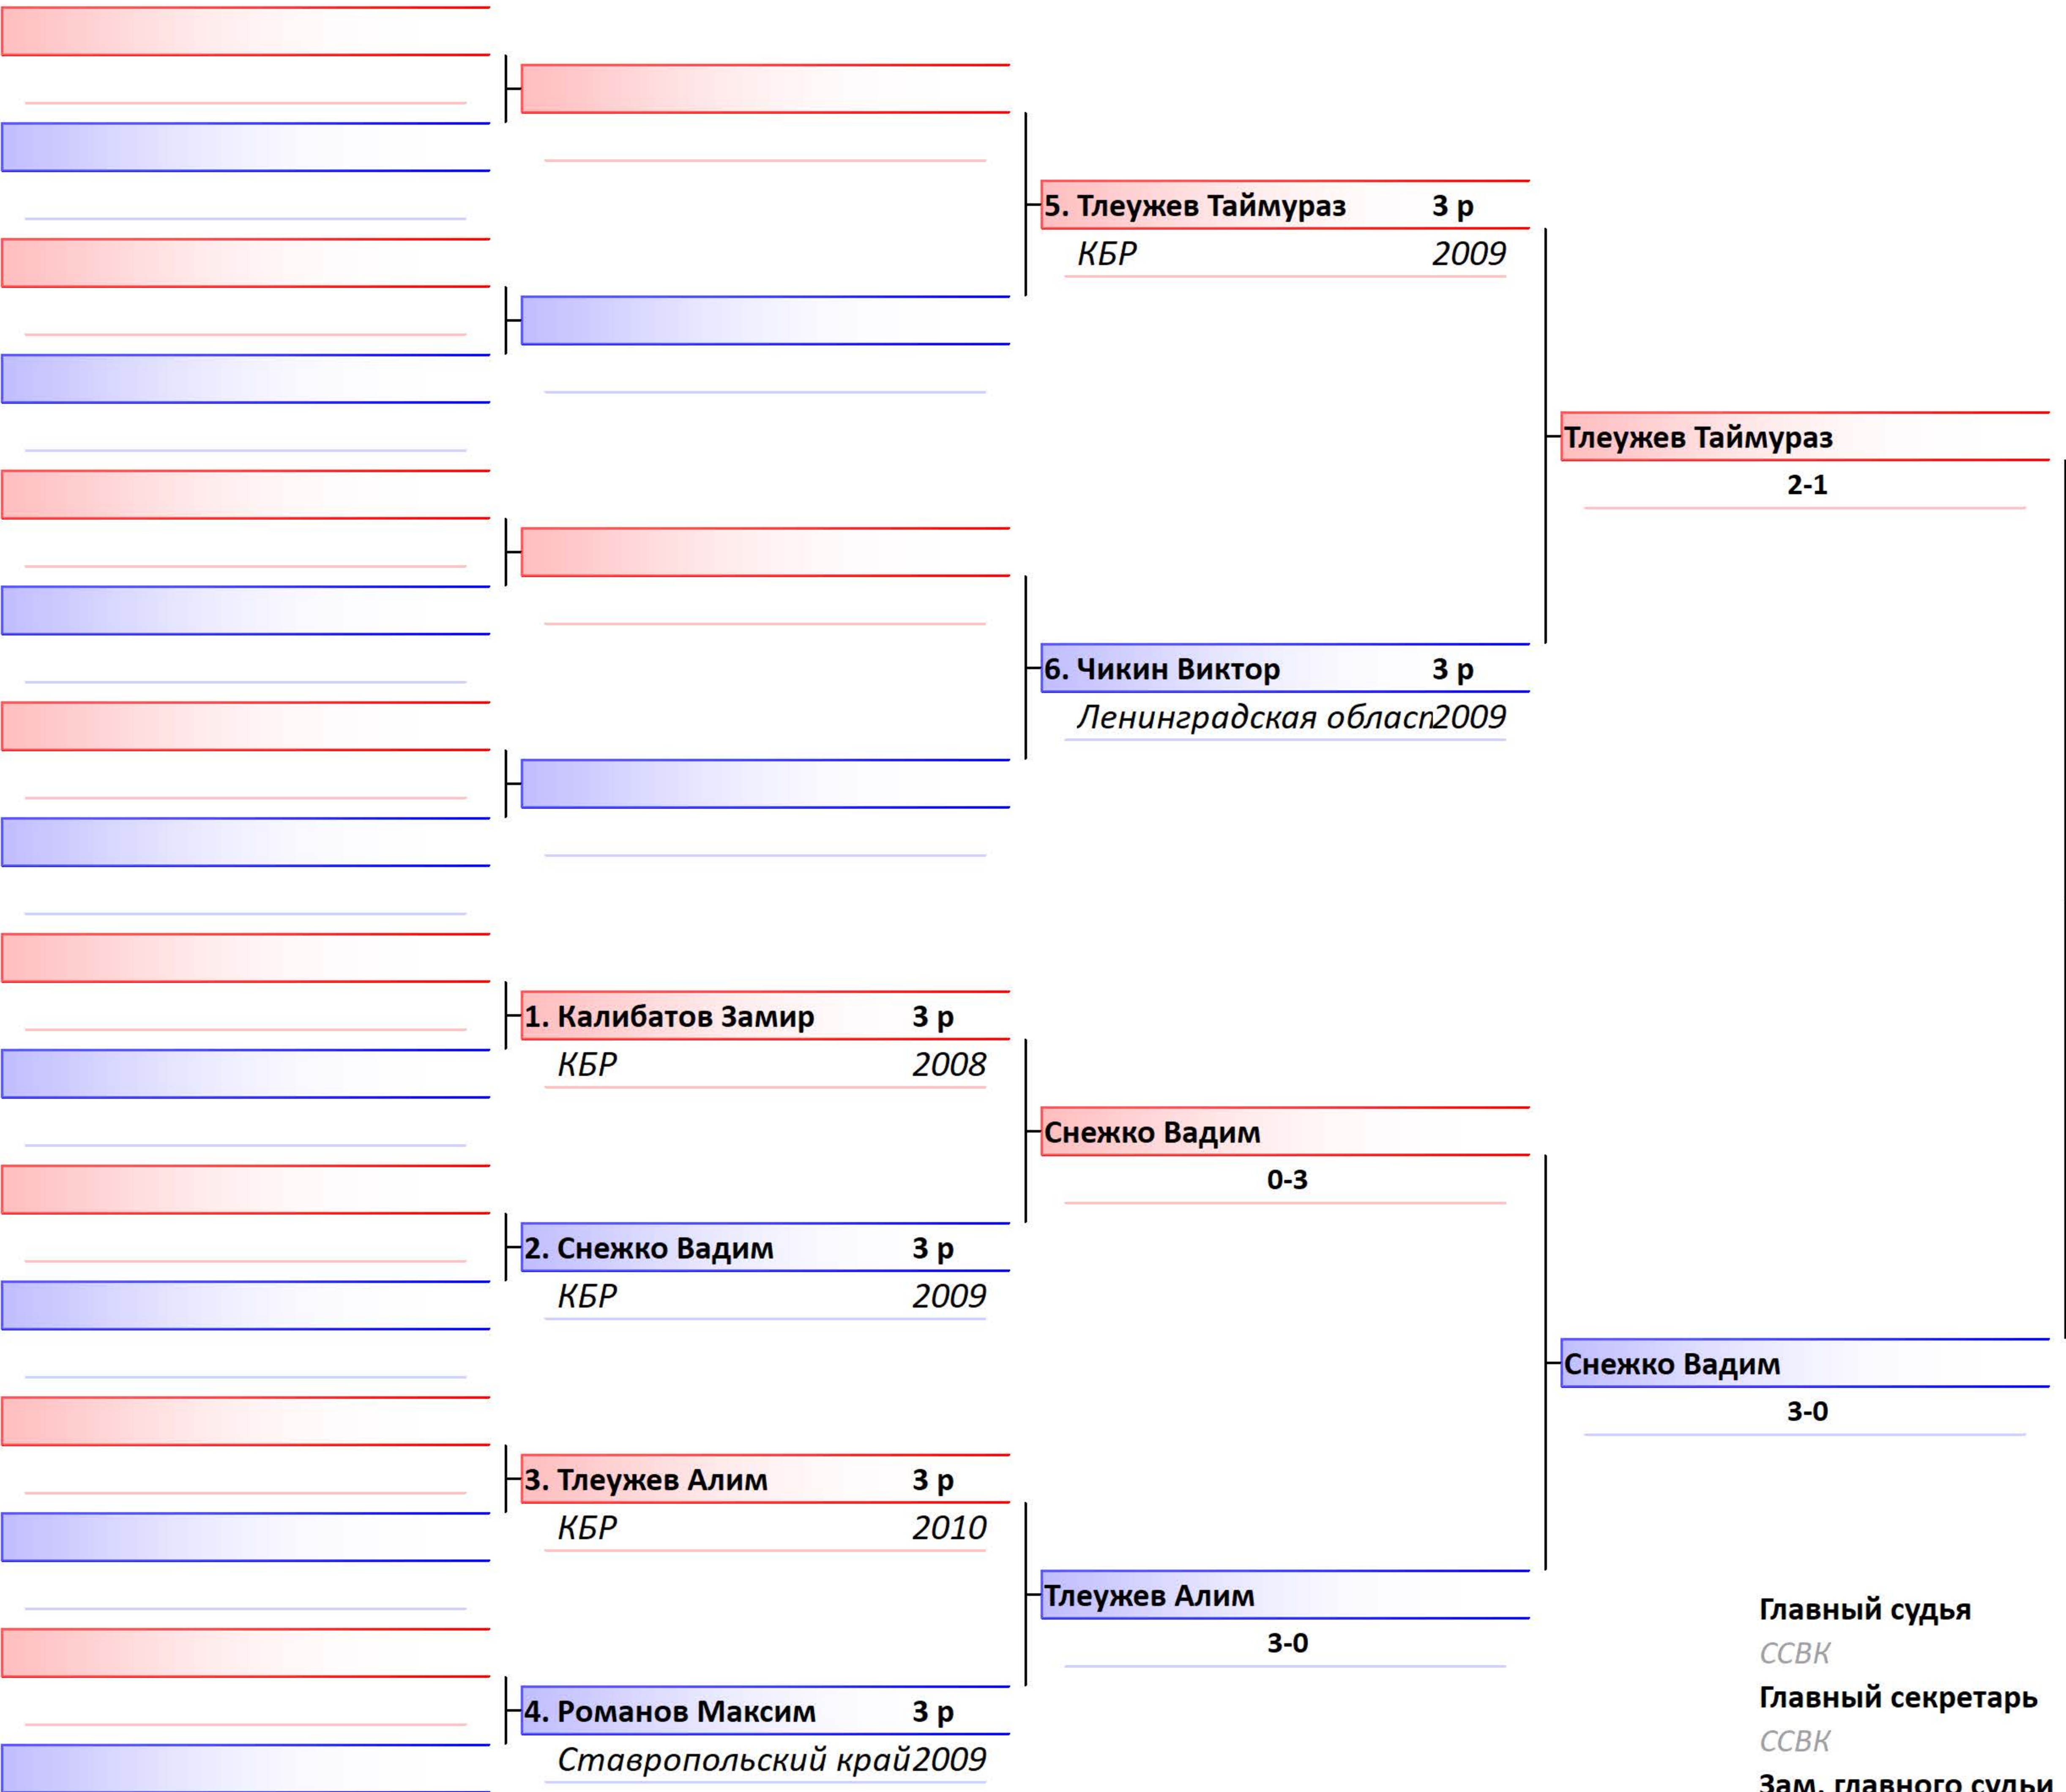 5. Тлеужев Таймураз 3 р
КБР 2009
Тлеужев Таймураз
2-1
6. Чикин Виктор 3 р
Ленинградская област 2009
1. Калибатов Замир 3 р
КБР 2008
Снежко Вадим
0-3
2. Снежко Вадим 3 р
КБР 2009
Снежко Вадим
3-0
3. Тлеужев Алим 3 р
КБР 2010
Тлеужев Алим
3-0
4. Романов Максим 3 р
Ставропольский край 2009
Главный судья
ССВК
Главный секретарь
ССВК
Зам. главного судьи